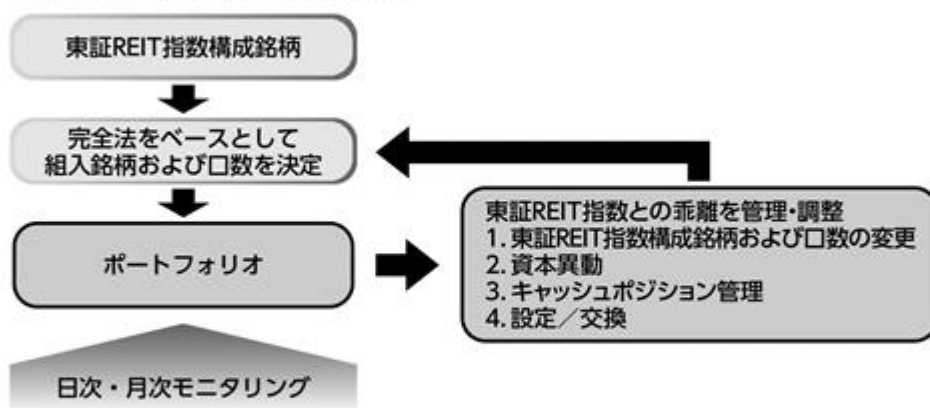 東証REIT指数構成銘柄
完全法をベースとして
組入銘柄および口数を決定
ポートフォリオ
東証REIT指数との乖離を管理・調整
1. 東証REIT指数構成銘柄および口数の変更
2. 資本異動
3. キャッシュポジション管理
4. 設定／交換
日次・月次モニタリング